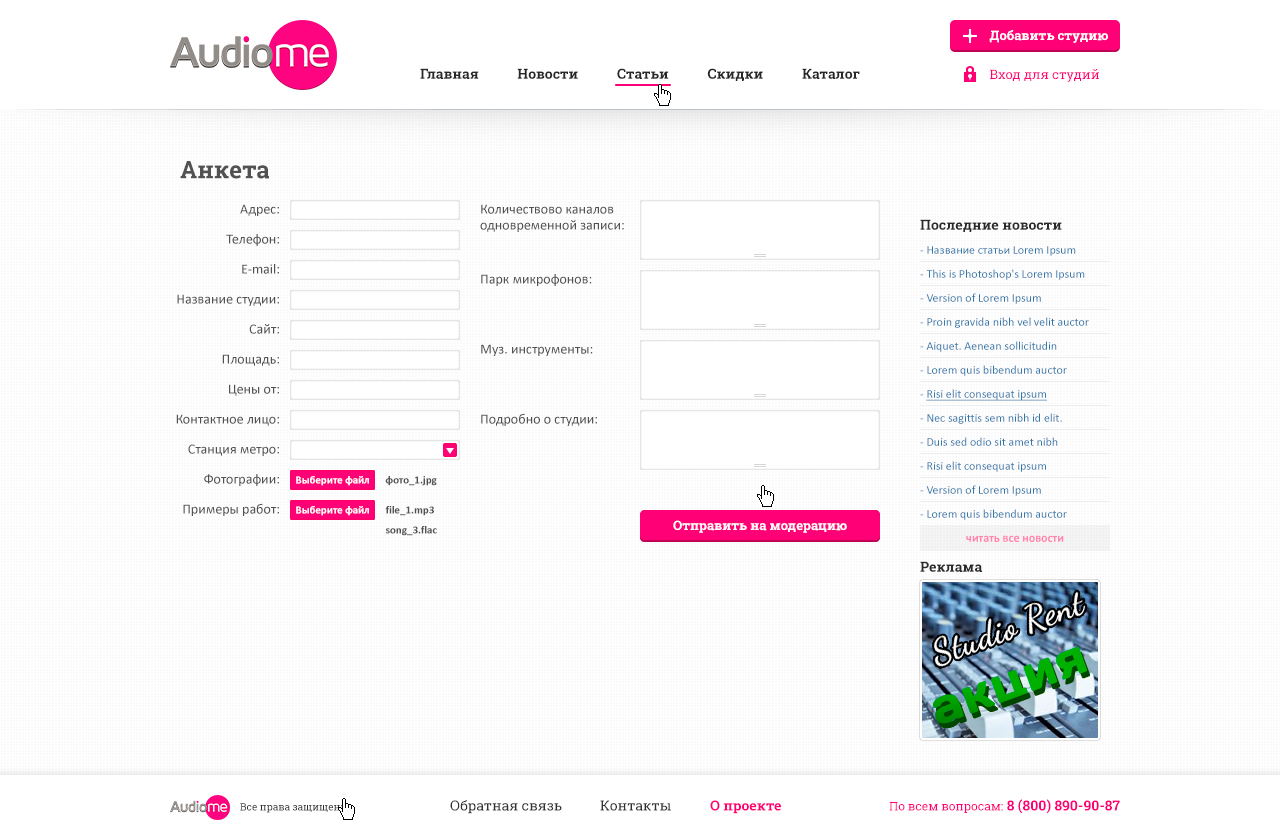 Audiome
Добавить студию
Вход для студий
Главная Новости Статьи Скидки Каталог
Анкета
Адрес:
Телефон:
E-mail:
Название студии:
Сайт:
Площадь:
Цены от:
Контактное лицо:
Станция метро:
Фотографии: Выберите файл фото_1.jpg
Примеры работ: Выберите файл file_1.mp3
song_3.flac
Количествово каналов
одновременной записи:
Парк микрофонов:
Муз. инструменты:
Подробно о студии:
Отправить на модерацию
Последние новости
- Название статьи Lorem Ipsum
- This is Photoshop's Lorem Ipsum
- Version of Lorem Ipsum
- Proin gravida nibh vel velit auctor
- Aiquet. Aenean sollicitudin
- Lorem quis bibendum auctor
- Risi elit consequat ipsum
- Nec sagittis sem nibh id elit.
- Duis sed odio sit amet nibh
- Risi elit consequat ipsum
- Version of Lorem Ipsum
- Lorem quis bibendum auctor
читать все новости
Реклама
Studio Rent
акция
Audiome Все права защищен
Обратная связь Контакты О проекте
По всем вопросам: 8 (800) 890-90-87